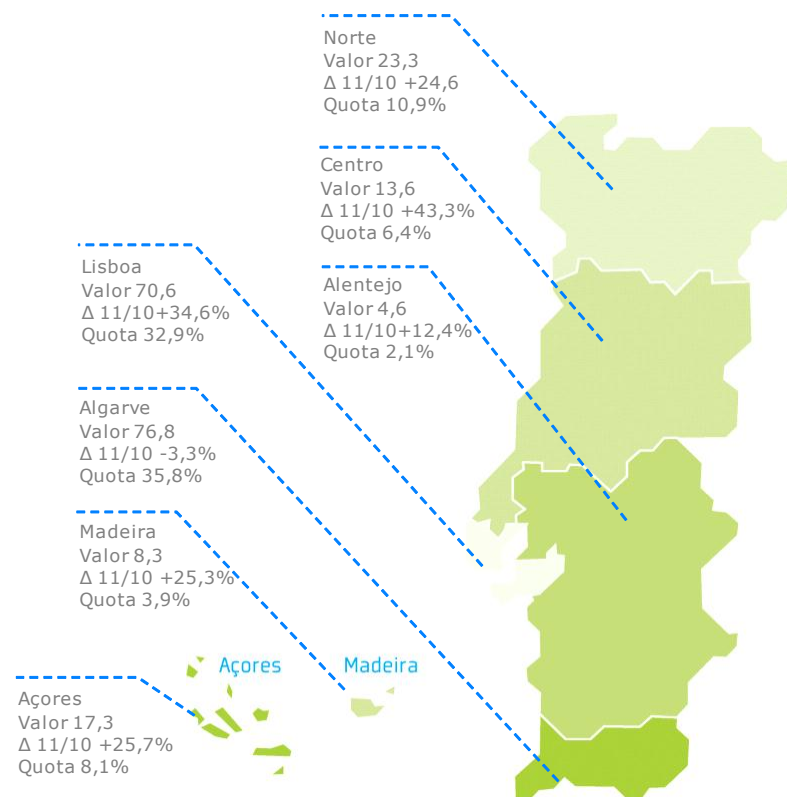 Norte
Valor 23,3
Δ 11/10 +24,6
Quota 10,9%
Centro
Valor 13,6
Δ 11/10 +43,3%
Quota 6,4%
Lisboa
Valor 70,6
Δ 11/10+34,6%
Quota 32,9%
Alentejo
Valor 4,6
Δ 11/10+12,4%
Quota 2,1%
Algarve
Valor 76,8
Δ 11/10 -3,3%
Quota 35,8%
Madeira
Valor 8,3
Δ 11/10 +25,3%
Quota 3,9%
Açores
Madeira
Açores
Valor 17,3
Δ 11/10 +25,7%
Quota 8,1%